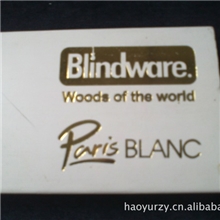 Blindware.
Woods of the world
Paris BLANC
haoyurzy.cn.alibaba.com